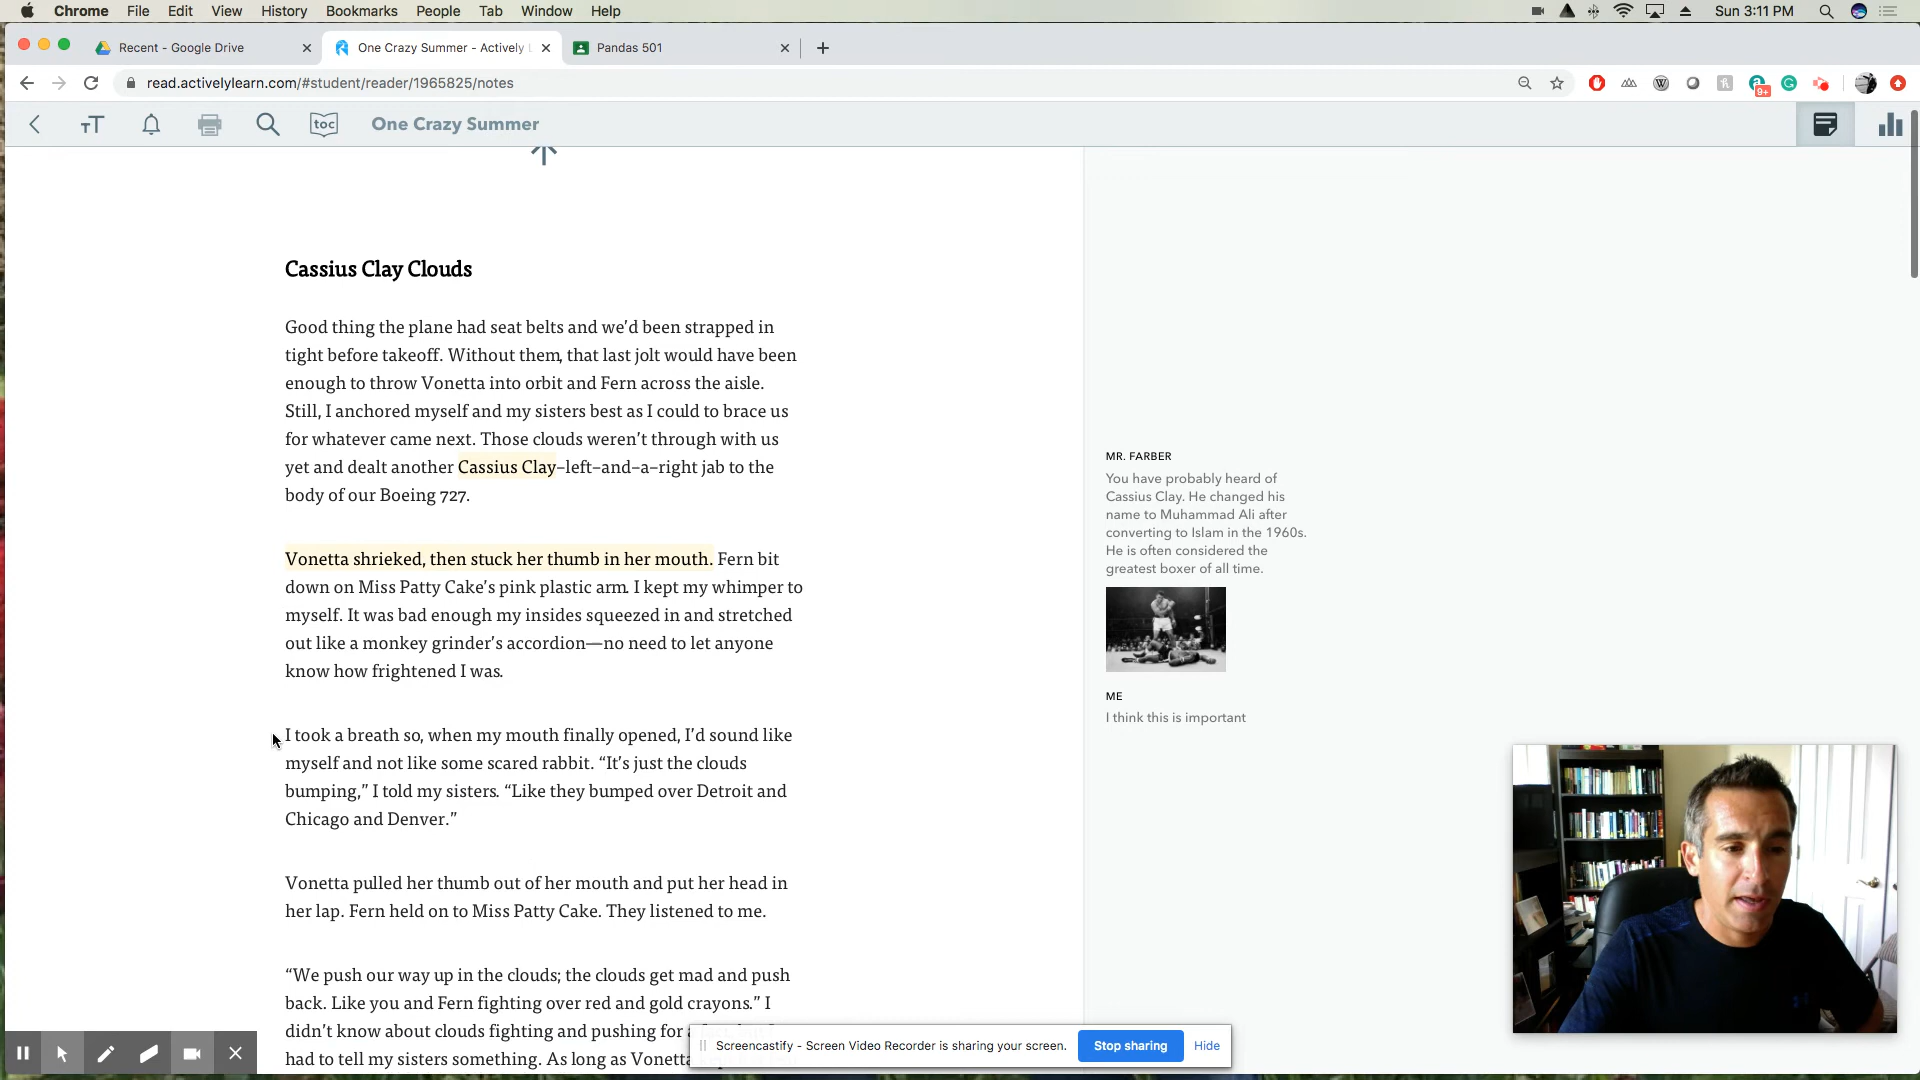 Chrome File Edit View History Bookmarks People Tab Window Help Sun 3:11 PM
Recent - Google Drive One Crazy Summer - Actively Pandas 501
read.activelylearn.com/#student/reader/1965825/notes 9+
TT toc One Crazy Summer
Cassius Clay Clouds
Good thing the plane had seat belts and we’d been strapped in
tight before takeoff. Without them, that last jolt would have been
enough to throw Vonetta into orbit and Fern across the aisle.
Still, I anchored myself and my sisters best as I could to brace us
for whatever came next. Those clouds weren’t through with us
yet and dealt another Cassius Clay–left–and–a–right jab to the
body of our Boeing 727.
Vonetta shrieked, then stuck her thumb in her mouth. Fern bit
down on Miss Patty Cake’s pink plastic arm. I kept my whimper to
myself. It was bad enough my insides squeezed in and stretched
out like a monkey grinder’s accordion—no need to let anyone
know how frightened I was.
I took a breath so, when my mouth finally opened, I’d sound like
myself and not like some scared rabbit. “It’s just the clouds
bumping,” I told my sisters. “Like they bumped over Detroit and
Chicago and Denver.”
Vonetta pulled her thumb out of her mouth and put her head in
her lap. Fern held on to Miss Patty Cake. They listened to me.
“We push our way up in the clouds; the clouds get mad and push
back. Like you and Fern fighting over red and gold crayons.” I
didn’t know about clouds fighting and pushing for
had to tell my sisters something. As long as Vonetta
MR. FARBER
You have probably heard of
Cassius Clay. He changed his
name to Muhammad Ali after
converting to Islam in the 1960s.
He is often considered the
greatest boxer of all time.
ME
I think this is important
Screencastify - Screen Video Recorder is sharing your screen. Stop sharing Hide